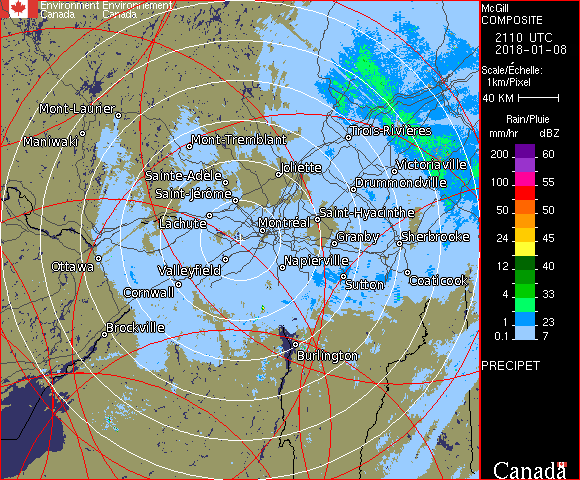 Environment Environnement
Canada Canada
McGill
COMPOSITE
2110 UTC
2018-01-08
Scale/Échelle:
1km/Pixel
40 KM
Rain/Pluie
mm/hr dBZ
200 60
100 55
50 50
24 45
12 40
4 33
1 23
0.1 7
PRECIPET
Mont-Laurier
Maniwaki
Mont-Tremblant
Trois-Rivières
Sainte-Adèle
Joliette
Victoriaville
Saint-Jérôme
Drummondville
Lachute
Montréal
Saint-Hyacinthe
Granby
Sherbrooke
Ottawa
Valleyfield
Napierville
Cornwall
Sutton
Coaticook
Brockville
Burlington
Canada